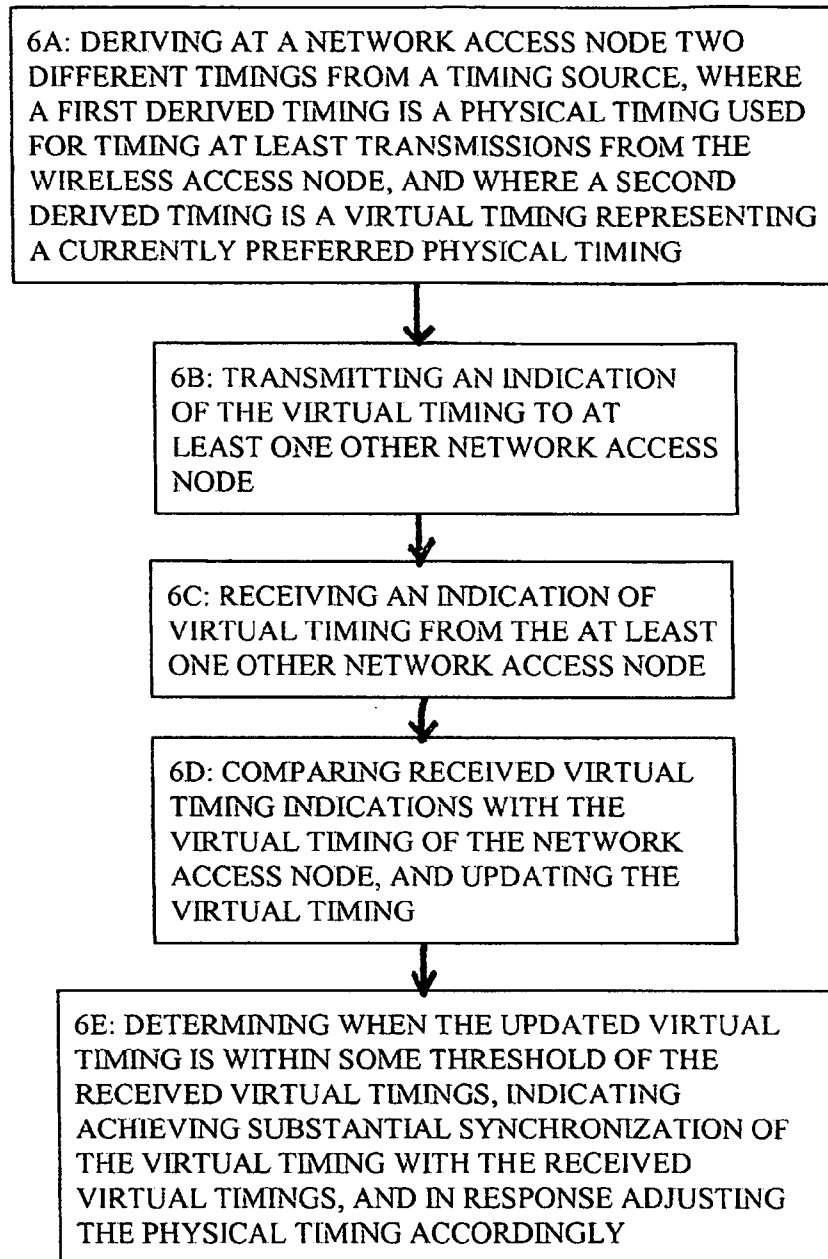 6A: DERIVING AT A NETWORK ACCESS NODE TWO
DIFFERENT TIMINGS FROM A TIMING SOURCE, WHERE
A FIRST DERIVED TIMING IS A PHYSICAL TIMING USED
FOR TIMING AT LEAST TRANSMISSIONS FROM THE
WIRELESS ACCESS NODE, AND WHERE A SECOND
DERIVED TIMING IS A VIRTUAL TIMING REPRESENTING
A CURRENTLY PREFERRED PHYSICAL TIMING
6B: TRANSMITTING AN INDICATION
OF THE VIRTUAL TIMING TO AT
LEAST ONE OTHER NETWORK ACCESS
NODE
6C: RECEIVING AN INDICATION OF
VIRTUAL TIMING FROM THE AT LEAST
ONE OTHER NETWORK ACCESS NODE
6D: COMPARING RECEIVED VIRTUAL
TIMING INDICATIONS WITH THE
VIRTUAL TIMING OF THE NETWORK
ACCESS NODE, AND UPDATING THE
VIRTUAL TIMING
6E: DETERMINING WHEN THE UPDATED VIRTUAL
TIMING IS WITHIN SOME THRESHOLD OF THE
RECEIVED VIRTUAL TIMINGS, INDICATING
ACHIEVING SUBSTANTIAL SYNCHRONIZATION OF
THE VIRTUAL TIMING WITH THE RECEIVED
VIRTUAL TIMINGS, AND IN RESPONSE ADJUSTING
THE PHYSICAL TIMING ACCORDINGLY